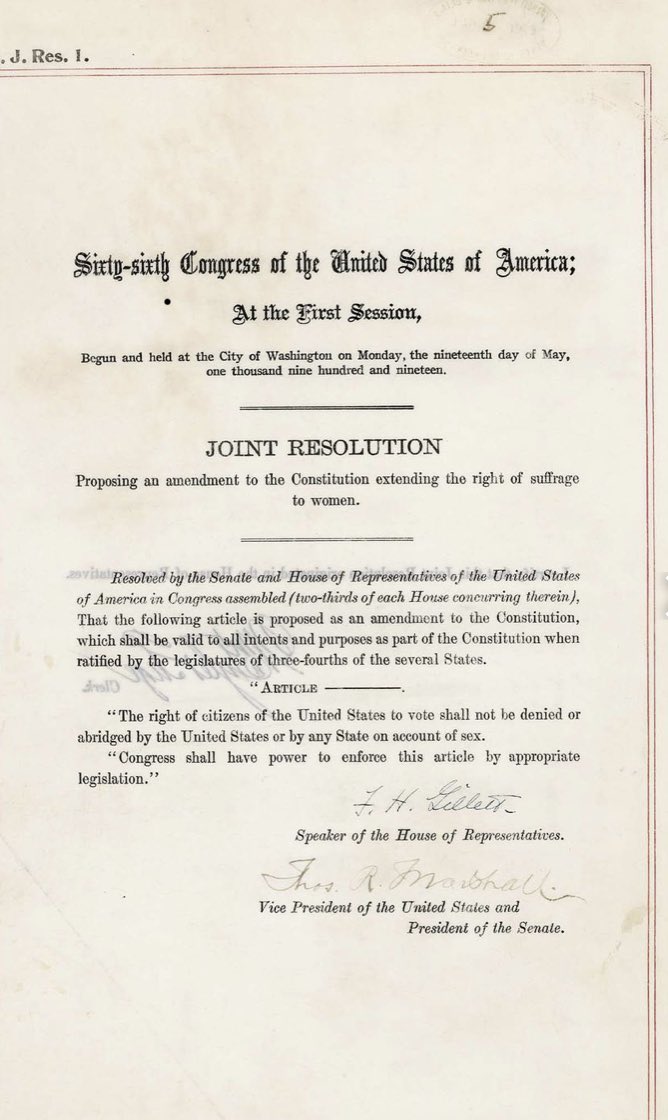 5
. J. Res. 1.
Sixty-sixth Congress of the United States of America;
At the First Session,
Begun and held at the City of Washington on Monday, the nineteenth day of May,
one thousand nine hundred and nineteen.
JOINT RESOLUTION
Proposing an amendment to the Constitution extending the right of suffrage
to women.
Resolved by the Senate and House of Representatives of the United States
of America in Congress assembled (two-thirds of each House concurring therein),
That the following article is proposed as an amendment to the Constitution,
which shall be valid to all intents and purposes as part of the Constitution when
ratified by the legislatures of three-fourths of the several States.
"ARTICLE ———.
"The right of citizens of the United States to vote shall not be denied or
abridged by the United States or by any State on account of sex.
"Congress shall have power to enforce this article by appropriate
legislation."
F. H. Gillett
Speaker of the House of Representatives.
Thos. R. Marshall
Vice President of the United States and
President of the Senate.